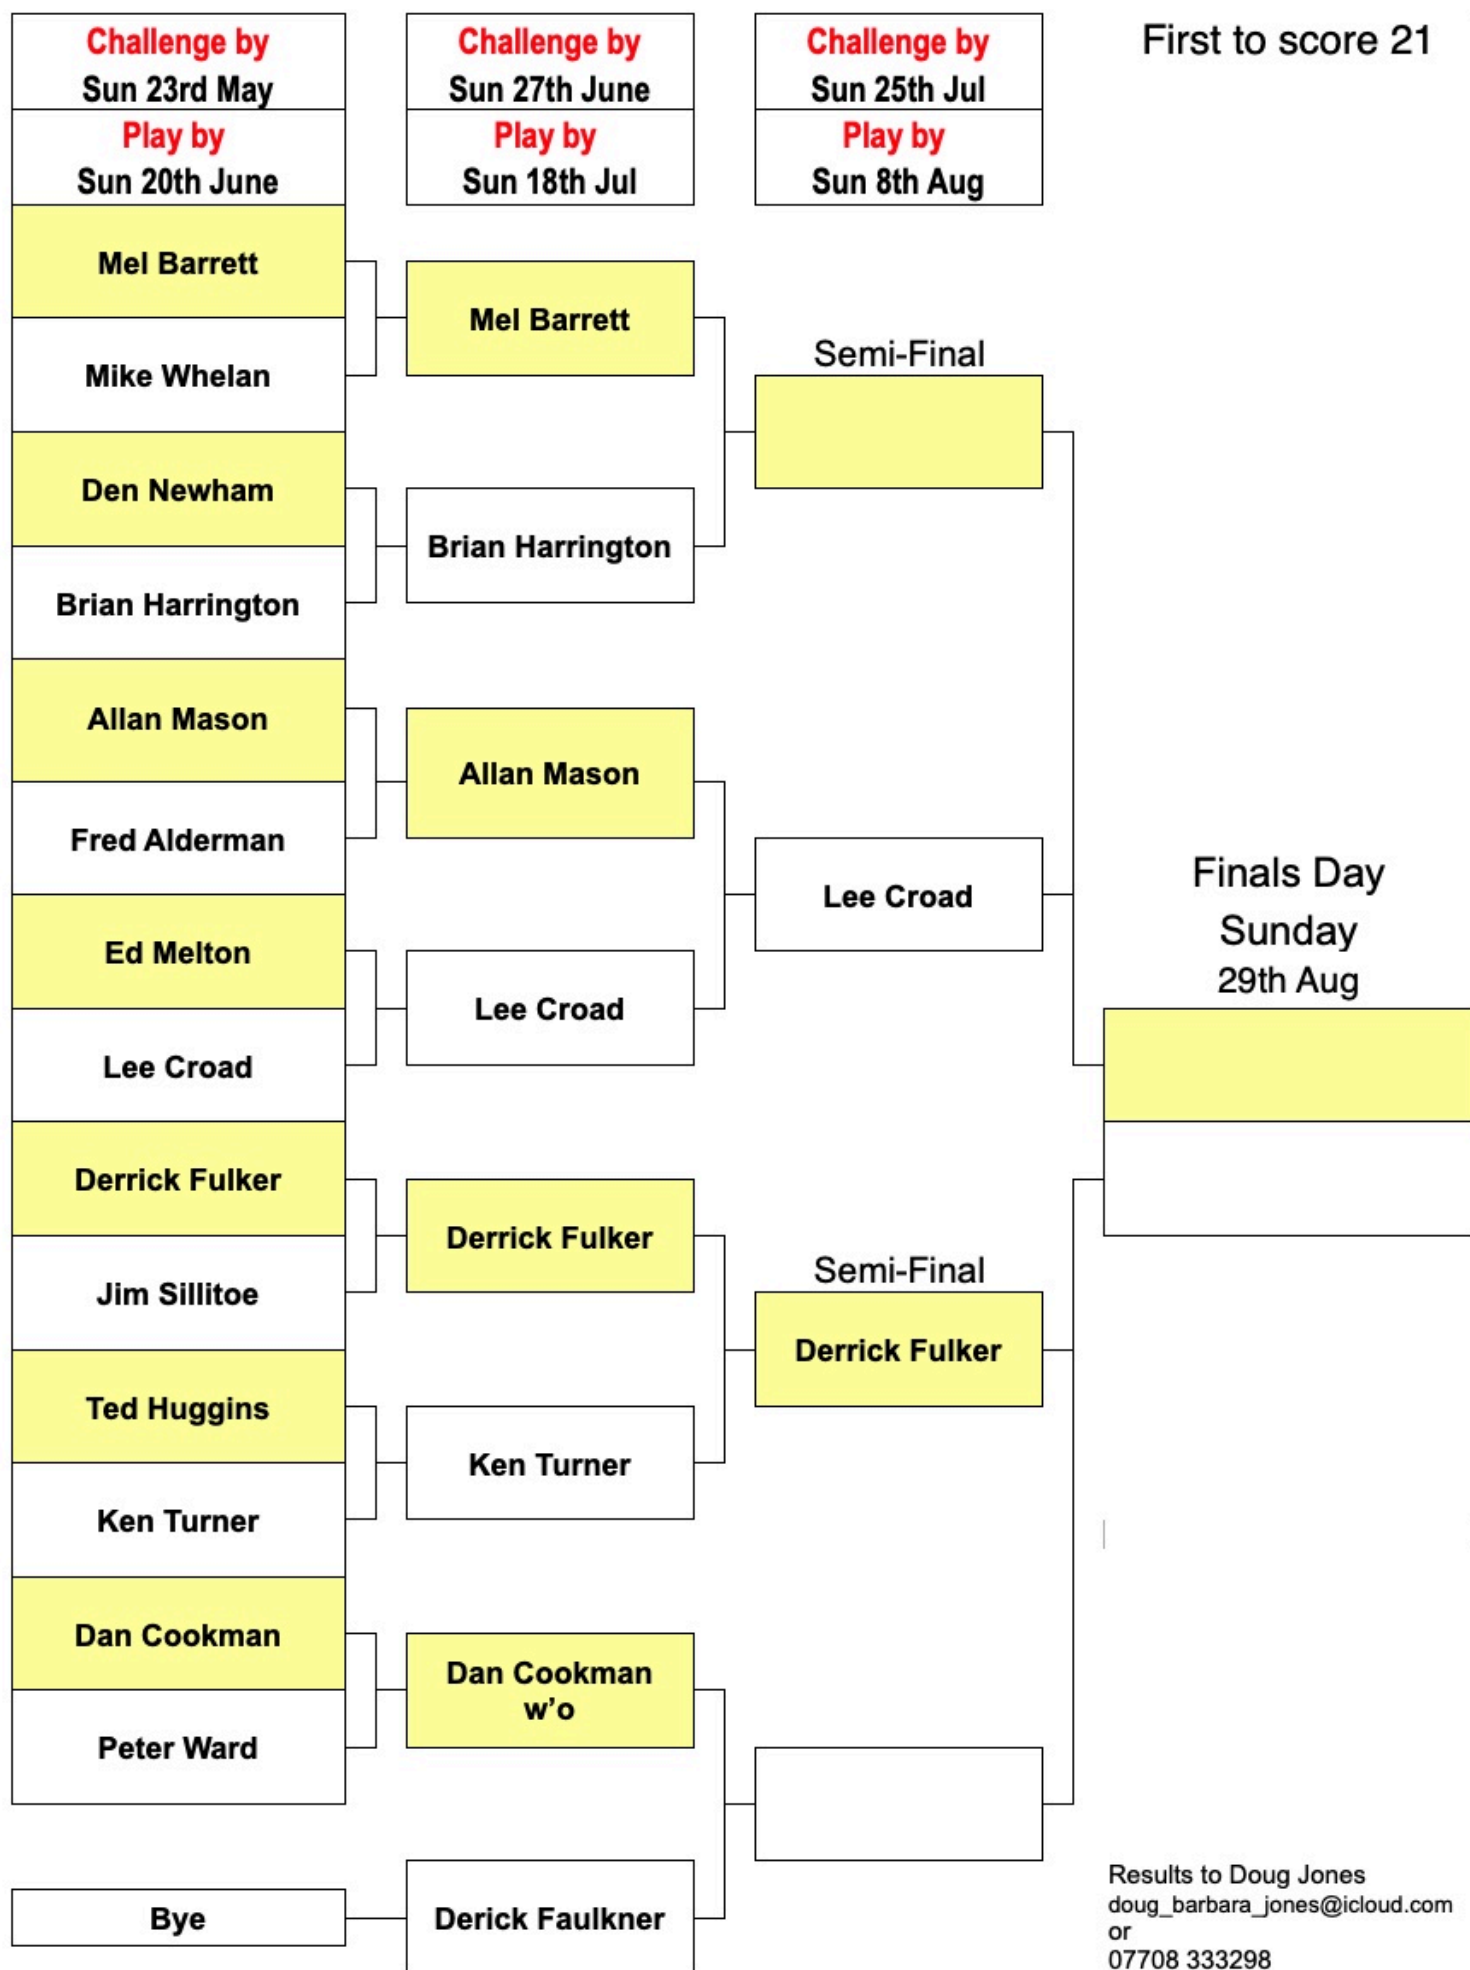 Challenge by
Sun 23rd May
Play by
Sun 20th June
Challenge by
Sun 27th June
Play by
Sun 18th Jul
Challenge by
Sun 25th Jul
Play by
Sun 8th Aug
First to score 21
Mel Barrett
Mike Whelan
Den Newham
Brian Harrington
Allan Mason
Fred Alderman
Ed Melton
Lee Croad
Derrick Fulker
Jim Sillitoe
Ted Huggins
Ken Turner
Dan Cookman
Peter Ward
Bye
Mel Barrett
Brian Harrington
Allan Mason
Lee Croad
Derrick Fulker
Ken Turner
Dan Cookman
w’o
Derick Faulkner
Semi-Final
Lee Croad
Semi-Final
Derrick Fulker
Finals Day
Sunday
29th Aug
Results to Doug Jones
doug_barbara_jones@icloud.com
or
07708 333298